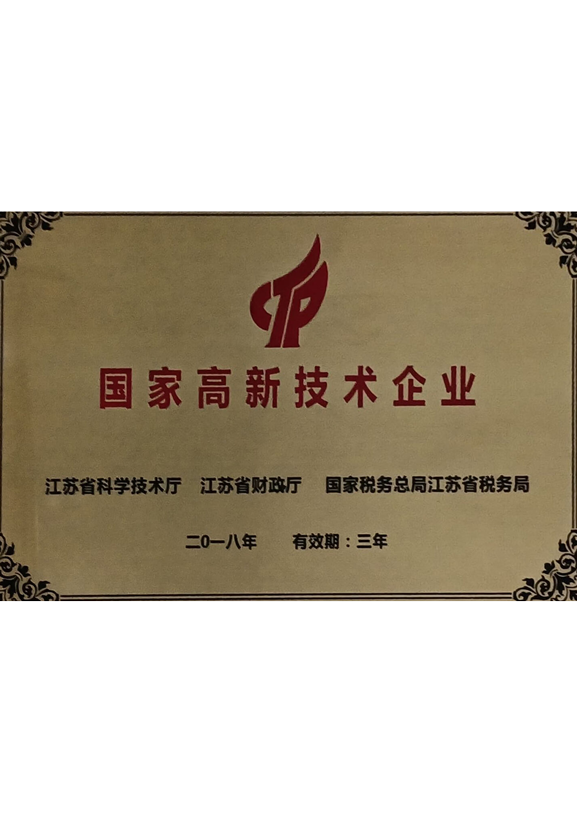 国家高新技术企业
江苏省科学技术厅 江苏省财政厅 国家税务总局江苏省税务局
二0一八年 有效期：三年